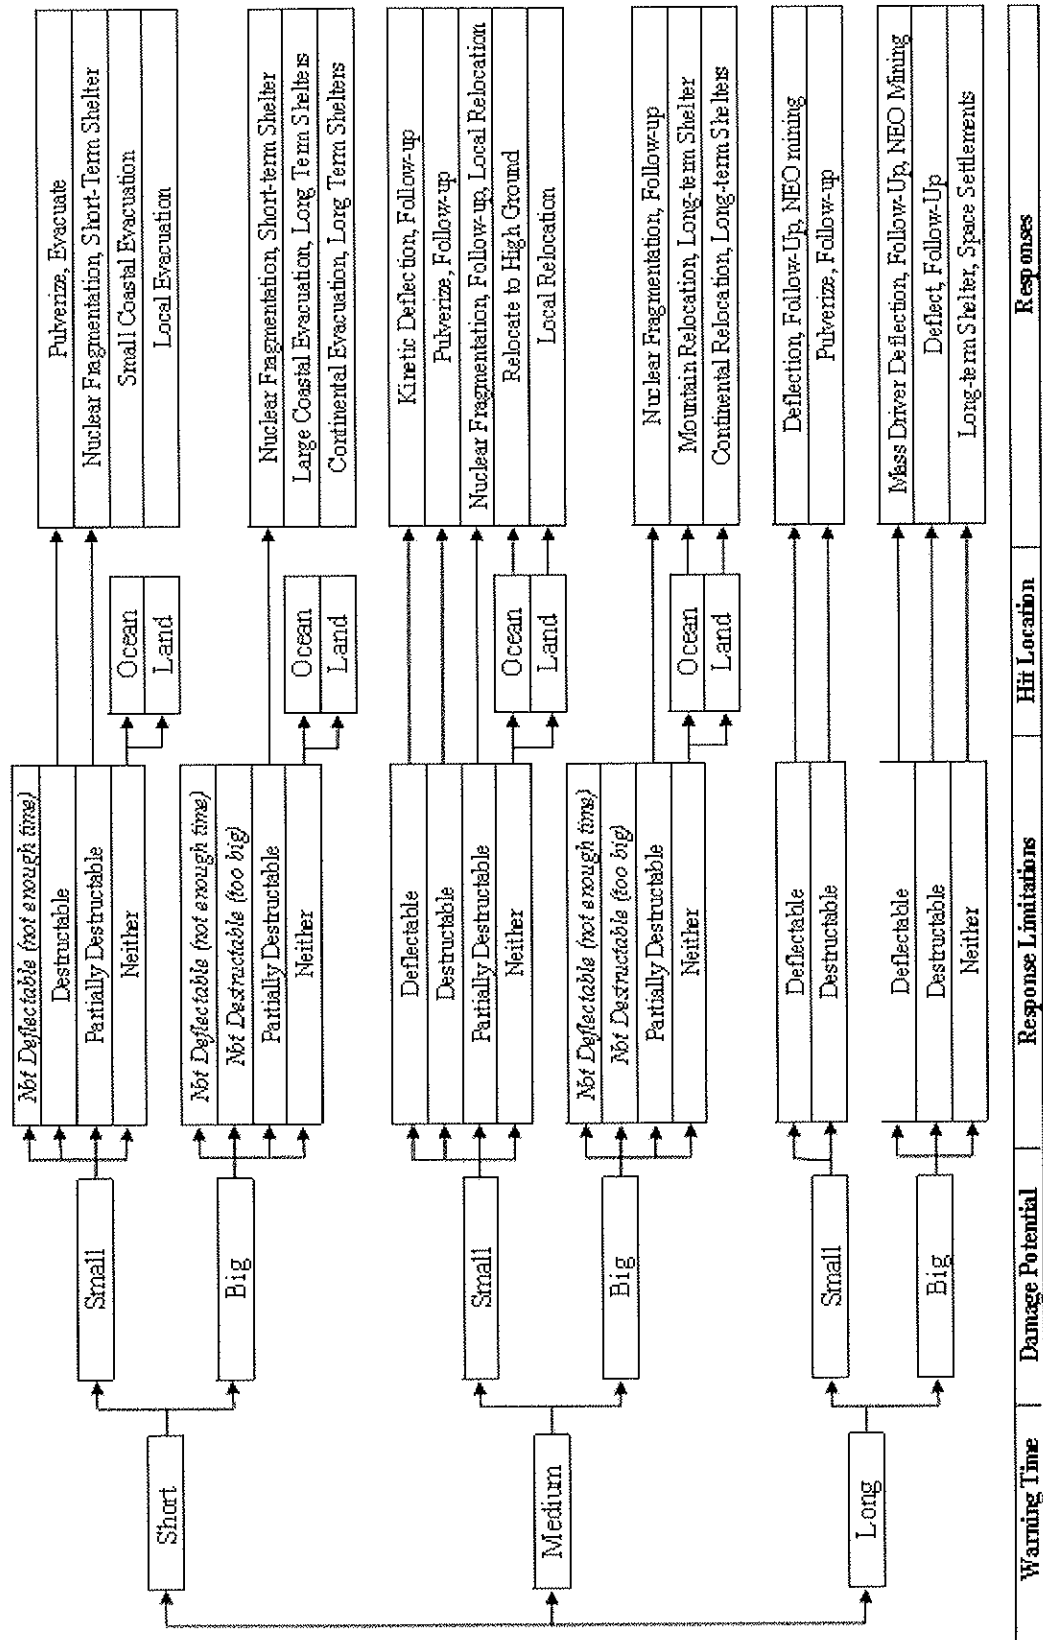 Short
Small
Not Deflectable (not enough time)
Destructable
Partially Destructable
Neither
Ocean
Land
Pulverize, Evacuate
Nuclear Fragmentation, Short-Term Shelter
Small Coastal Evacuation
Local Evacuation
Big
Not Deflectable (not enough time)
Not Destructable (too big)
Partially Destructable
Neither
Ocean
Land
Nuclear Fragmentation, Short-Term Shelter
Large Coastal Evacuation, Long Term Shelters
Continental Evacuation, Long Term Shelters
Medium
Small
Deflectable
Destructable
Partially Destructable
Neither
Ocean
Land
Kinetic Deflection, Follow-up
Pulverize, Follow-up
Nuclear Fragmentation, Follow-up, Local Relocation
Relocate to High Ground
Local Relocation
Big
Not Deflectable (not enough time)
Not Destructable (too big)
Partially Destructable
Neither
Ocean
Land
Nuclear Fragmentation, Follow-up
Mountain Relocation, Long-term Shelter
Continental Relocation, Long-term Shelters
Long
Small
Deflectable
Destructable
Deflection, Follow-Up, NEO mining
Pulverize, Follow-up
Big
Deflectable
Destructable
Neither
Mass Driver Deflection, Follow-Up, NEO Mining
Deflect, Follow-Up
Long-term Shelter, Space Settlements
Warning Time
Damage Potential
Response Limitations
Hit Location
Responses